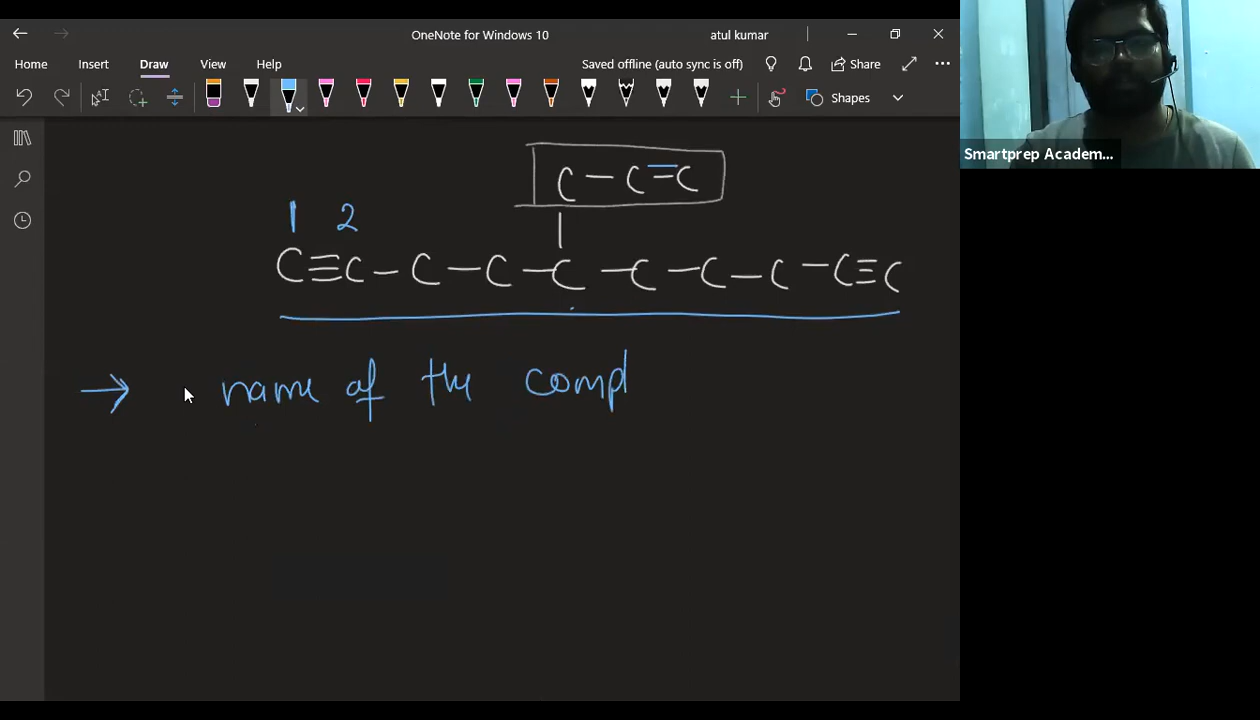 OneNote for Windows 10
atul kumar
Home Insert Draw View Help
Saved offline (auto sync is off)
Share
Shapes
Smartprep Academ...
C - C = C
|
1 2
C ≡ C - C - C - C - C - C - C - C ≡ C
→ name of the compl